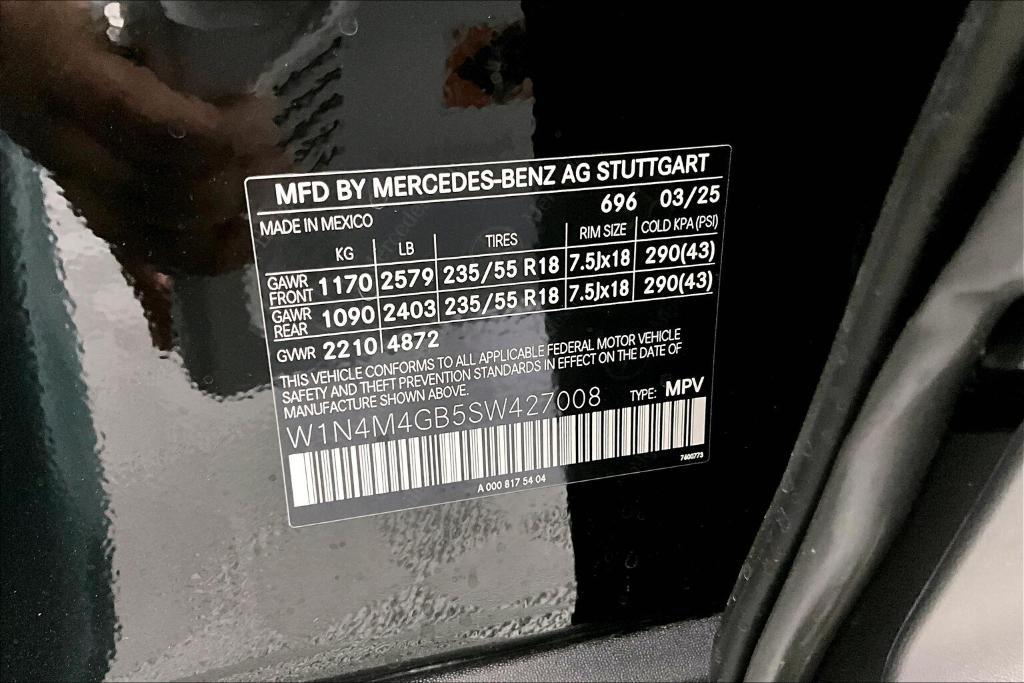 MFD BY MERCEDES-BENZ AG STUTTGART
696 03/25
MADE IN MEXICO
KG LB TIRES RIM SIZE COLD KPA (PSI)
GAWR FRONT 1170 2579 235/55 R18 7.5Jx18 290(43)
GAWR REAR 1090 2403 235/55 R18 7.5Jx18 290(43)
GVWR 2210 4872
THIS VEHICLE CONFORMS TO ALL APPLICABLE FEDERAL MOTOR VEHICLE
SAFETY AND THEFT PREVENTION STANDARDS IN EFFECT ON THE DATE OF
MANUFACTURE SHOWN ABOVE.
W1N4M4GB5SW427008 TYPE: MPV
7400773
A 000 817 54 04